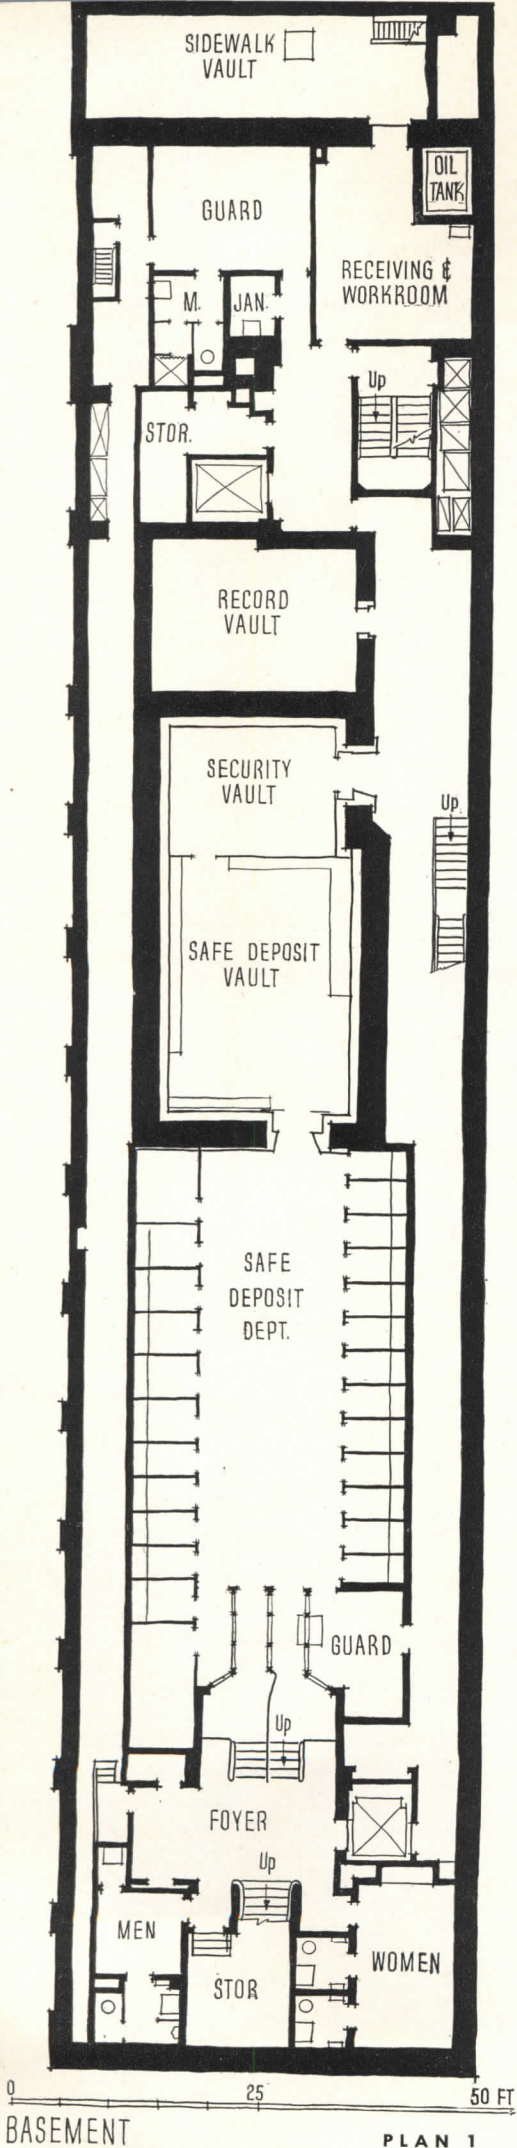 SIDEWALK
VAULT
OIL
TANK
GUARD
RECEIVING &
WORKROOM
M.
JAN.
Up
STOR.
RECORD
VAULT
SECURITY
VAULT
Up
SAFE DEPOSIT
VAULT
SAFE
DEPOSIT
DEPT.
GUARD
Up
FOYER
Up
MEN
WOMEN
STOR
0 25 50 FT
BASEMENT
PLAN 1